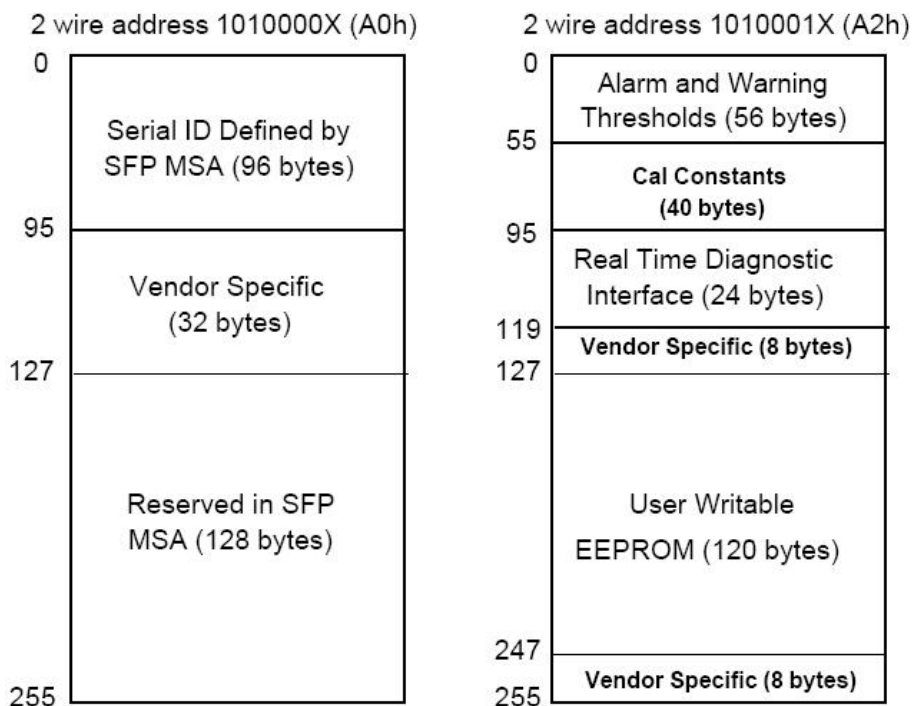 2 wire address 1010000X (A0h)
0
Serial ID Defined by
SFP MSA (96 bytes)
95
Vendor Specific
(32 bytes)
127
Reserved in SFP
MSA (128 bytes)
255
2 wire address 1010001X (A2h)
0
Alarm and Warning
Thresholds (56 bytes)
55
Cal Constants
(40 bytes)
95
Real Time Diagnostic
Interface (24 bytes)
119
Vendor Specific (8 bytes)
127
User Writable
EEPROM (120 bytes)
247
Vendor Specific (8 bytes)
255